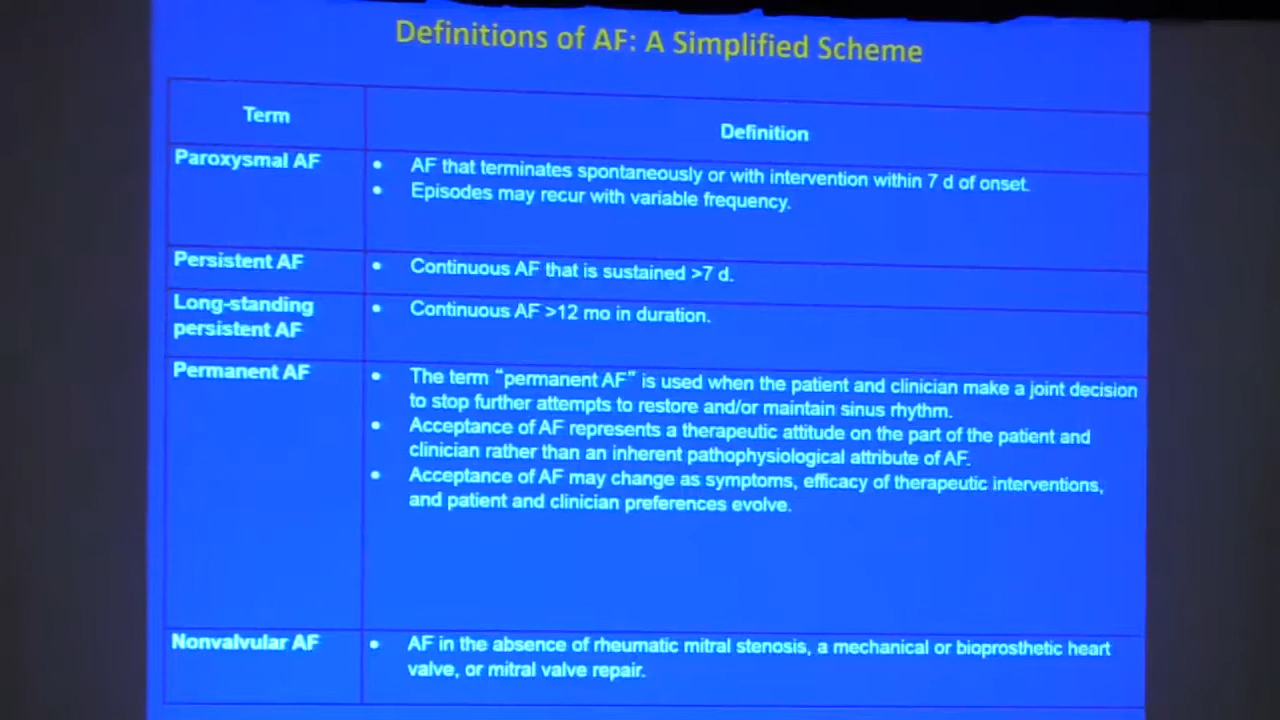 Definitions of AF: A Simplified Scheme
Term
Definition
Paroxysmal AF
• AF that terminates spontaneously or with intervention within 7 d of onset.
• Episodes may recur with variable frequency.
Persistent AF
• Continuous AF that is sustained >7 d.
Long-standing
persistent AF
• Continuous AF >12 mo in duration.
Permanent AF
• The term “permanent AF” is used when the patient and clinician make a joint decision
to stop further attempts to restore and/or maintain sinus rhythm.
• Acceptance of AF represents a therapeutic attitude on the part of the patient and
clinician rather than an inherent pathophysiological attribute of AF.
• Acceptance of AF may change as symptoms, efficacy of therapeutic interventions,
and patient and clinician preferences evolve.
Nonvalvular AF
• AF in the absence of rheumatic mitral stenosis, a mechanical or bioprosthetic heart
valve, or mitral valve repair.